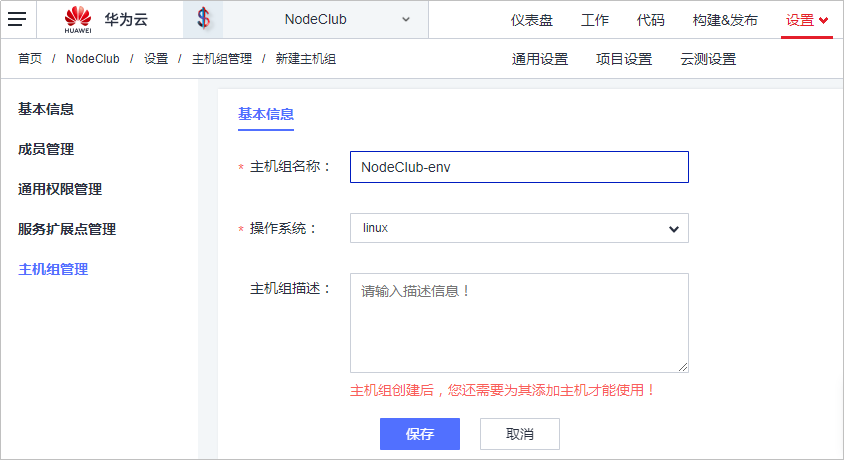 HUAWEI 华为云 NodeClub 仪表盘 工作 代码 构建&发布 设置
首页 / NodeClub / 设置 / 主机组管理 / 新建主机组 通用设置 项目设置 云测设置
基本信息
成员管理
通用权限管理
服务扩展点管理
主机组管理
基本信息
* 主机组名称： NodeClub-env
* 操作系统： linux
主机组描述： 请输入描述信息！
主机组创建后，您还需要为其添加主机才能使用！
保存 取消